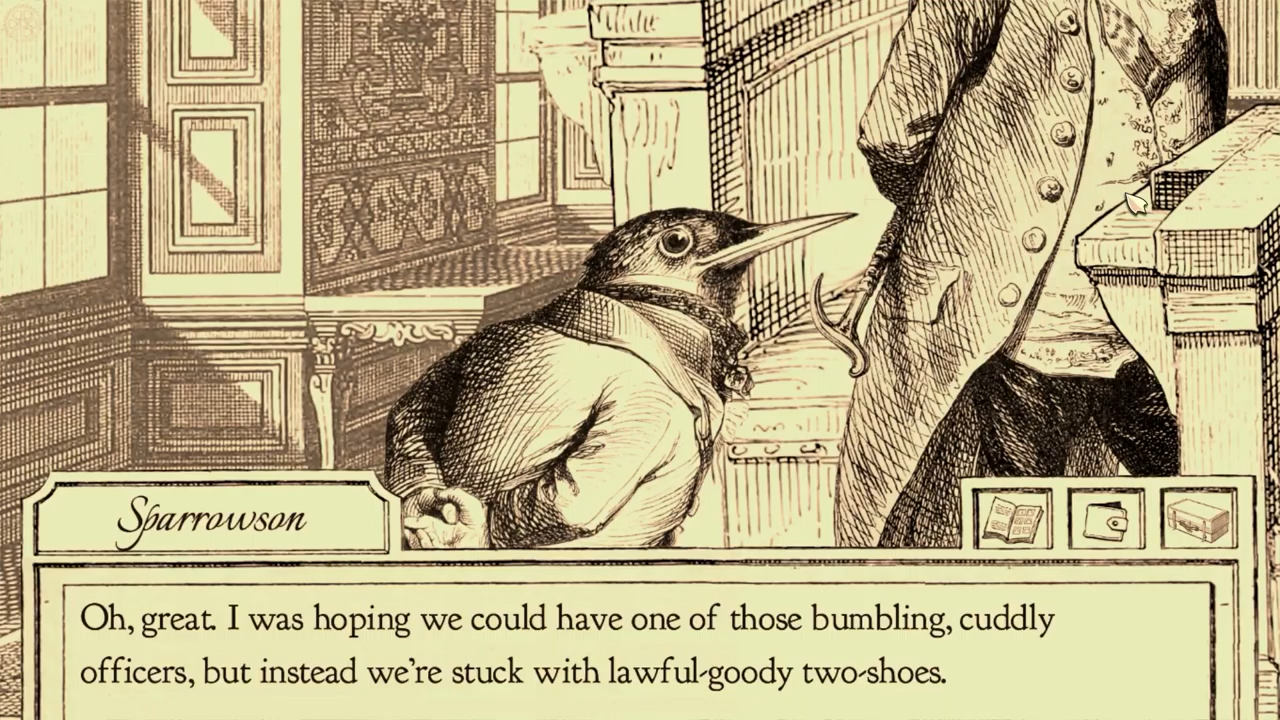 Sparrowson
Oh, great. I was hoping we could have one of those bumbling, cuddly
officers, but instead we're stuck with lawful-goody two-shoes.